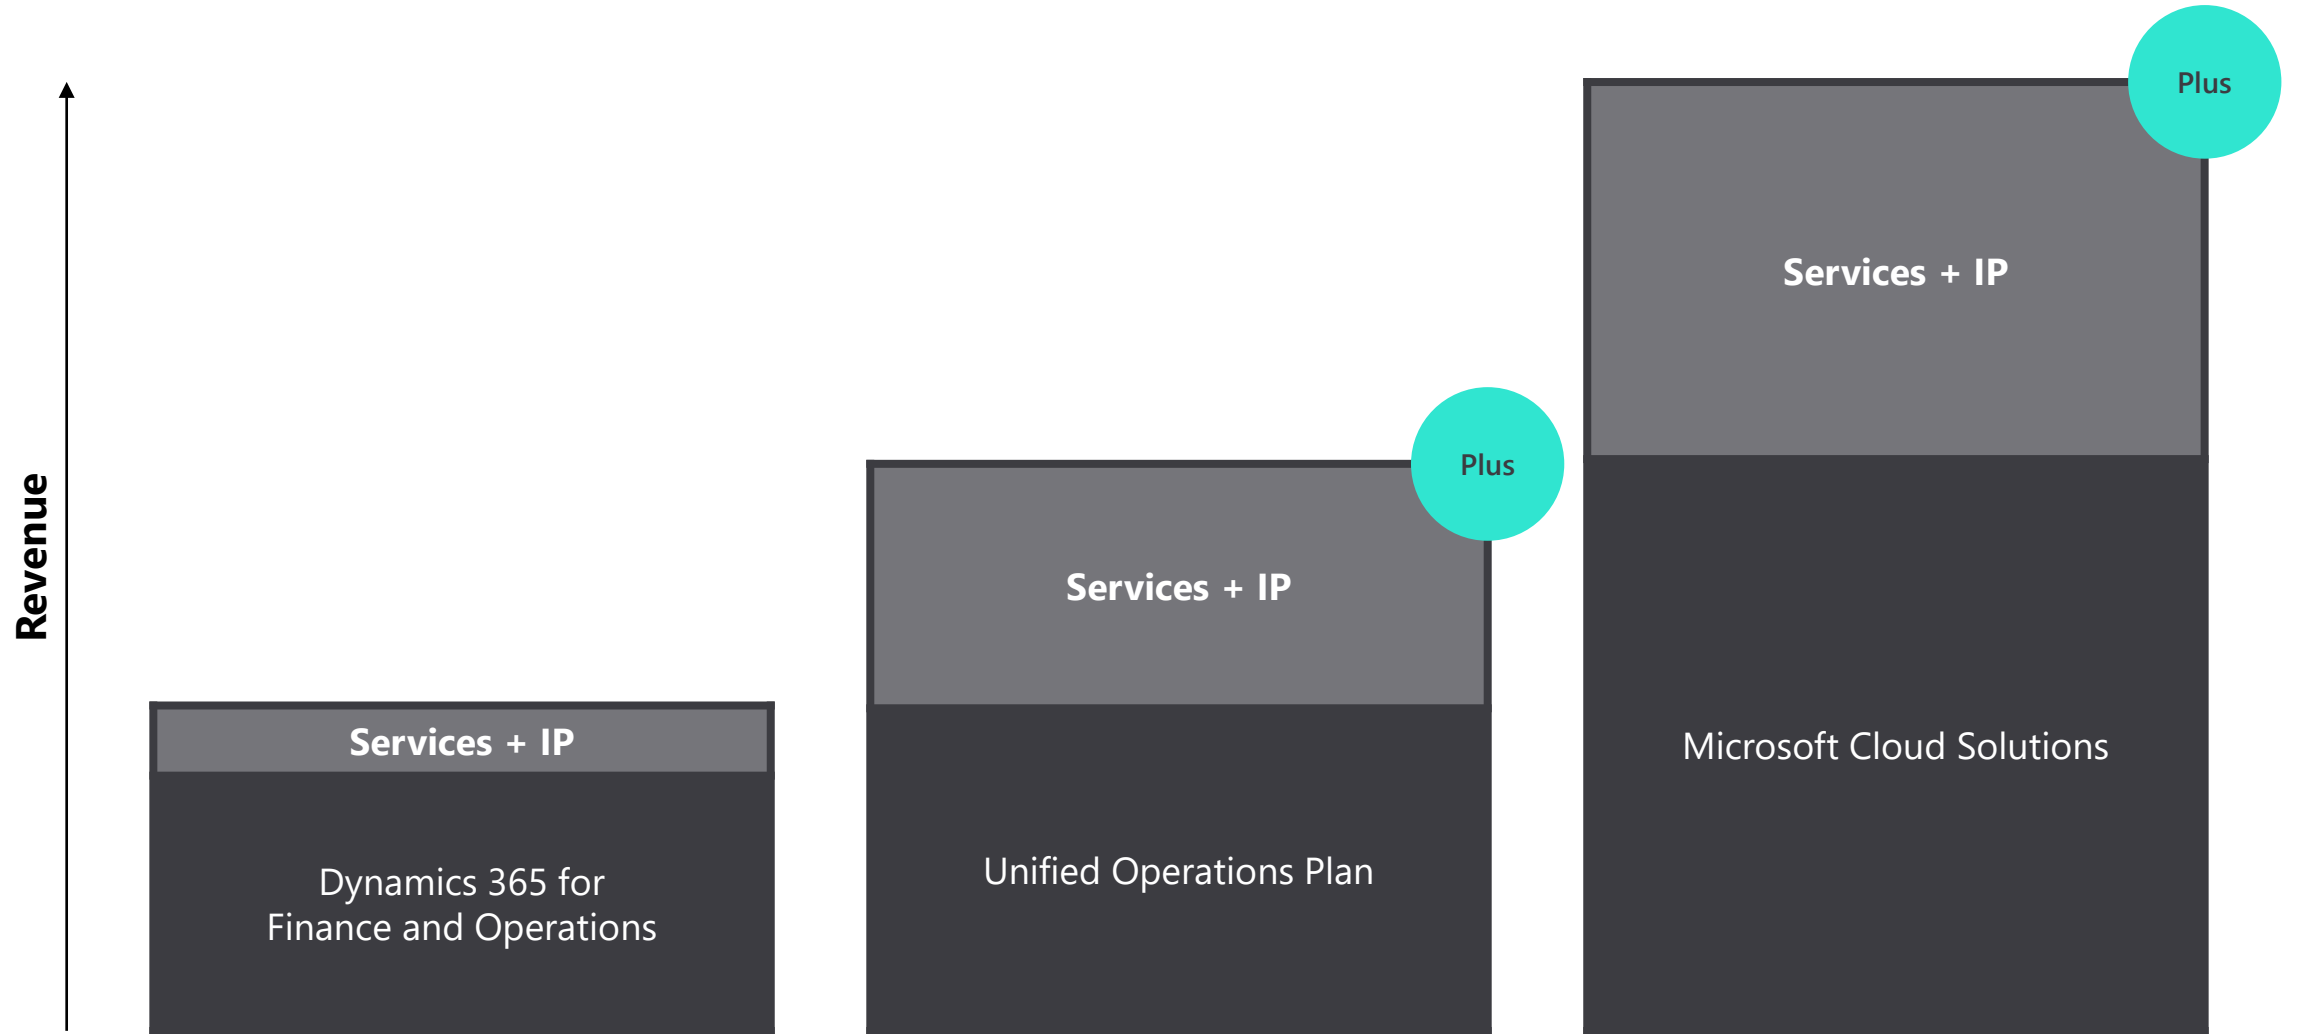 Revenue
Services + IP
Dynamics 365 for
Finance and Operations
Plus
Services + IP
Unified Operations Plan
Plus
Services + IP
Microsoft Cloud Solutions